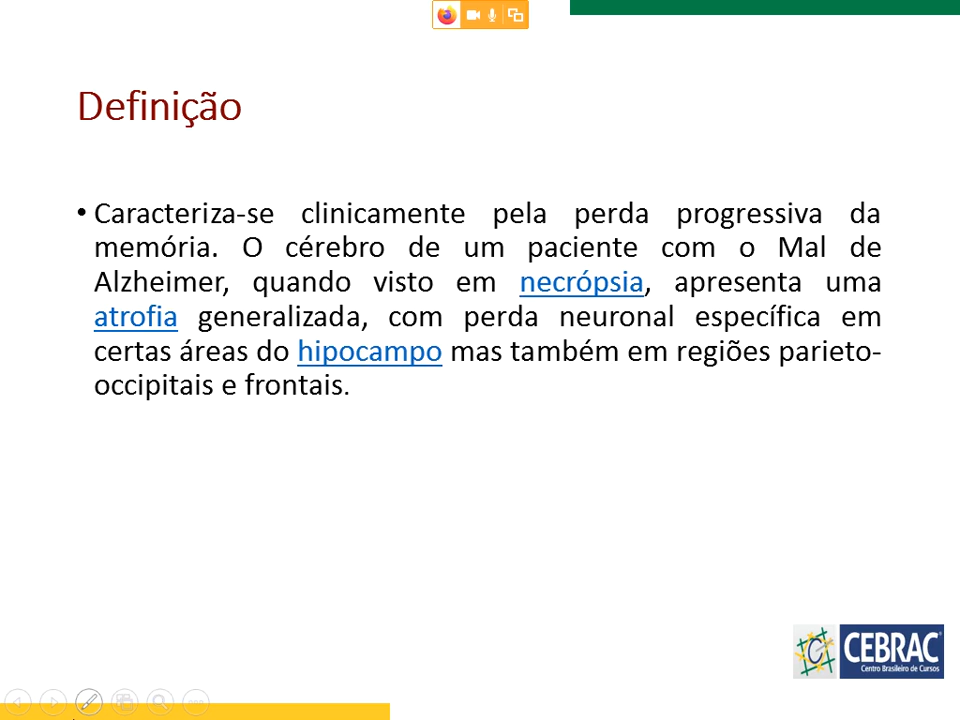 Definição
• Caracteriza-se clinicamente pela perda progressiva da
memória. O cérebro de um paciente com o Mal de
Alzheimer, quando visto em necrópsia, apresenta uma
atrofia generalizada, com perda neuronal específica em
certas áreas do hipocampo mas também em regiões parieto-
occipitais e frontais.
CEBRAC
Centro Brasileiro de Cursos